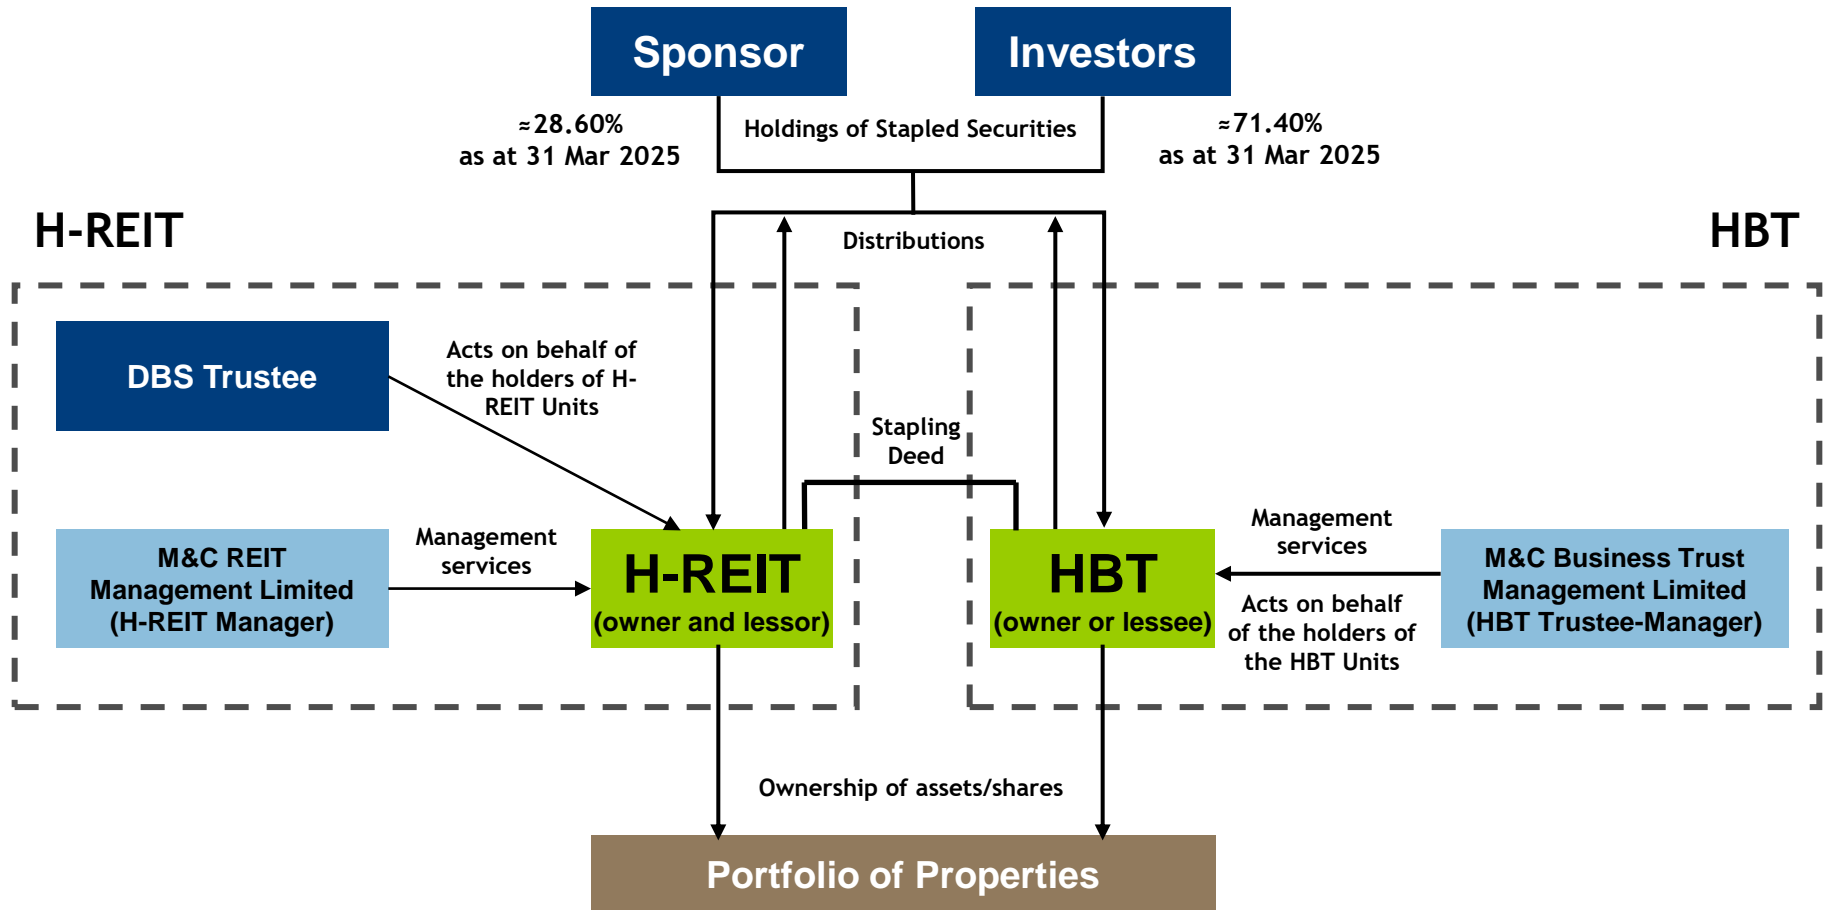 Sponsor
Investors
≈28.60%
as at 31 Mar 2025
Holdings of Stapled Securities
≈71.40%
as at 31 Mar 2025
H-REIT
HBT
Distributions
DBS Trustee
Acts on behalf of
the holders of H-
REIT Units
Stapling
Deed
M&C REIT
Management Limited
(H-REIT Manager)
Management
services
H-REIT
(owner and lessor)
HBT
(owner or lessee)
Management
services
Acts on behalf
of the holders of
the HBT Units
M&C Business Trust
Management Limited
(HBT Trustee-Manager)
Ownership of assets/shares
Portfolio of Properties